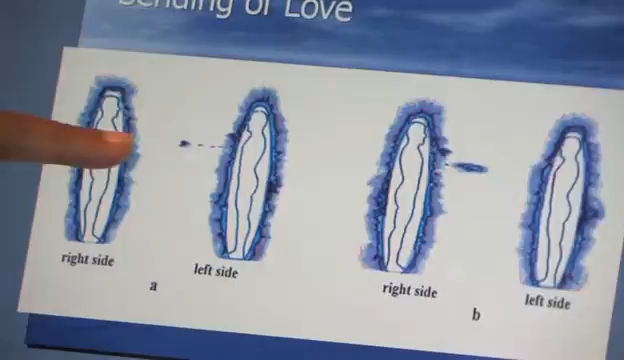 Sending of Love
right side
left side
right side
left side
a
b